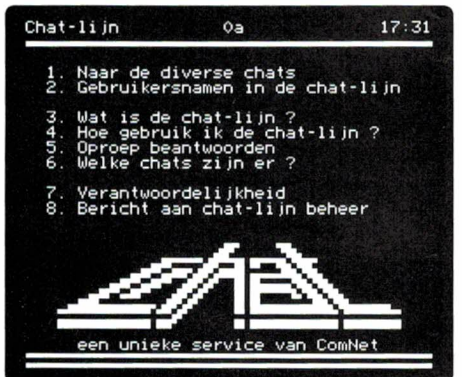 Chat-lijn 0a 17:31
1. Naar de diverse chats
2. Gebruikersnamen in de chat-lijn
3. Wat is de chat-lijn ?
4. Hoe gebruik ik de chat-lijn ?
5. Oproep beantwoorden
6. Welke chats zijn er ?
7. Verantwoordelijkheid
8. Bericht aan chat-lijn beheer
CHAL
een unieke service van ComNet